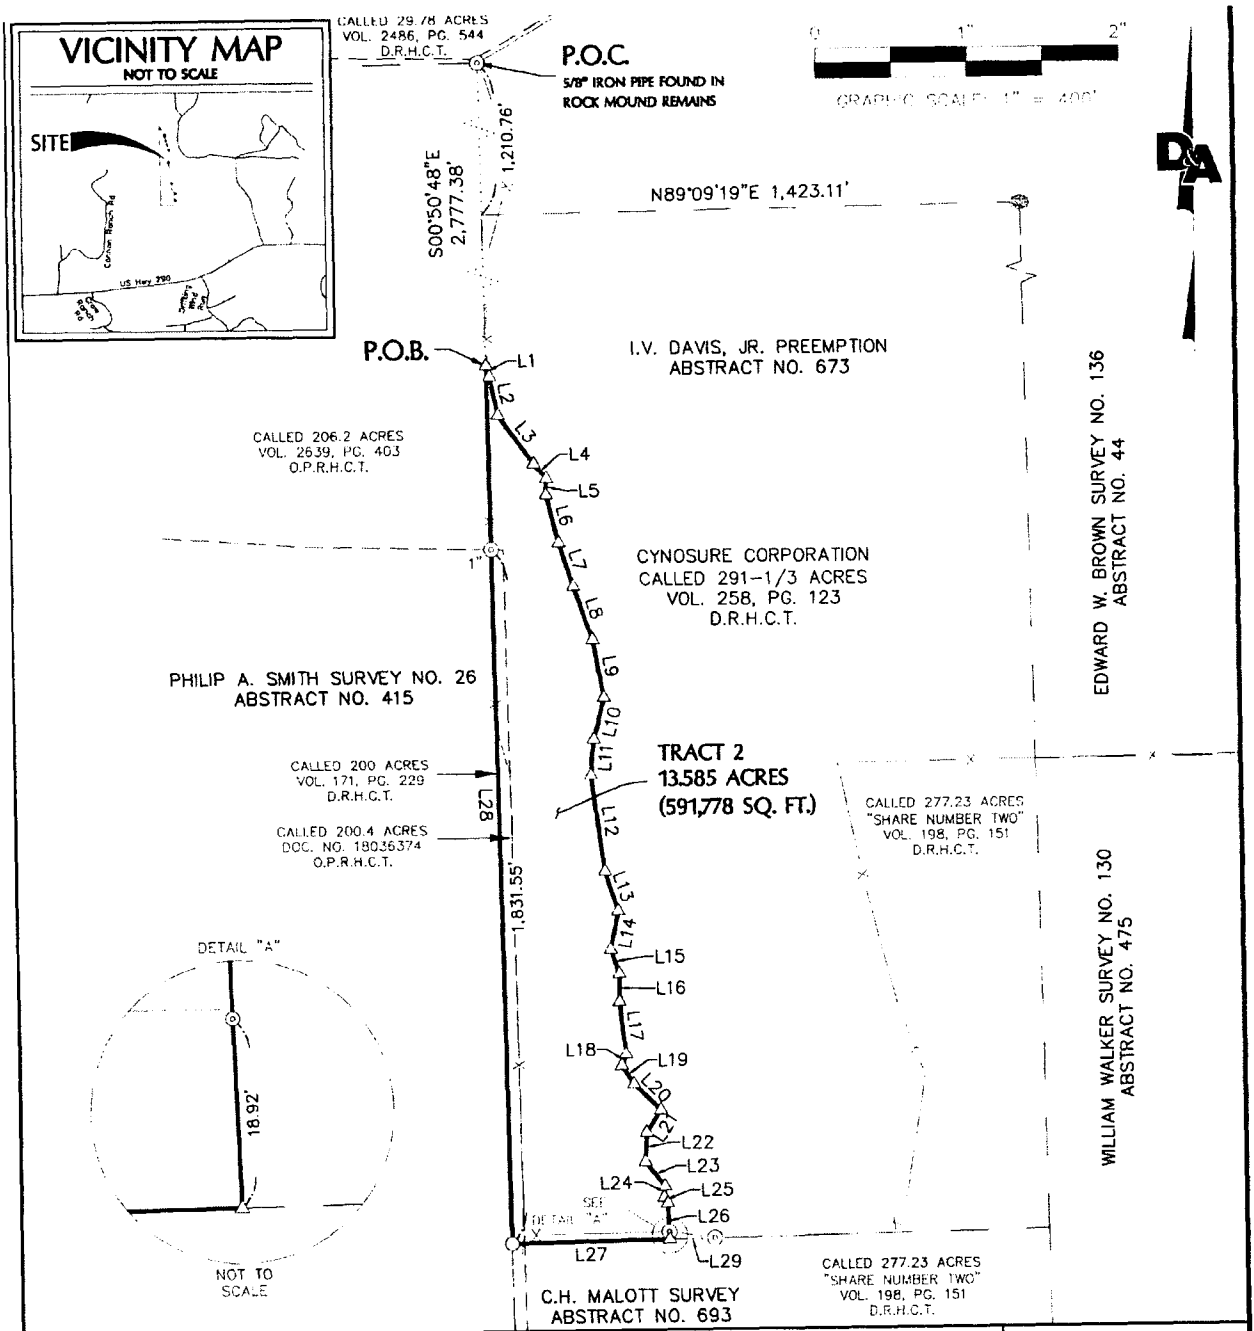 VICINITY MAP
NOT TO SCALE
SITE
Cannon Ranch Rd
US Hwy 290
CALLED 29.78 ACRES
VOL. 2486, PG. 544
D.R.H.C.T.
P.O.C.
5/8" IRON PIPE FOUND IN
ROCK MOUND REMAINS
0 1" 2"
GRAPHIC SCALE: 1" = 400'
D&A
S00°50'48"E
2,777.38'
1,210.76'
N89°09'19"E 1,423.11'
P.O.B.
L1
L2
L3
L4
L5
L6
L7
L8
L9
L10
L11
L12
L13
L14
L15
L16
L17
L18
L19
L20
L21
L22
L23
L24
L25
L26
L27
L28
L29
I.V. DAVIS, JR. PREEMPTION
ABSTRACT NO. 673
EDWARD W. BROWN SURVEY NO. 136
ABSTRACT NO. 44
CALLED 206.2 ACRES
VOL. 2639, PG. 403
O.P.R.H.C.T.
1"
CYNOSURE CORPORATION
CALLED 291-1/3 ACRES
VOL. 258, PG. 123
D.R.H.C.T.
PHILIP A. SMITH SURVEY NO. 26
ABSTRACT NO. 415
CALLED 200 ACRES
VOL. 171, PG. 229
D.R.H.C.T.
CALLED 200.4 ACRES
DOC. NO. 18036374
O.P.R.H.C.T.
1,831.55'
TRACT 2
13.585 ACRES
(591,778 SQ. FT.)
CALLED 277.23 ACRES
"SHARE NUMBER TWO"
VOL. 198, PG. 151
D.R.H.C.T.
WILLIAM WALKER SURVEY NO. 130
ABSTRACT NO. 475
DETAIL "A"
18.92'
NOT TO
SCALE
SEE
DETAIL "A"
C.H. MALOTT SURVEY
ABSTRACT NO. 693
CALLED 277.23 ACRES
"SHARE NUMBER TWO"
VOL. 198, PG. 151
D.R.H.C.T.